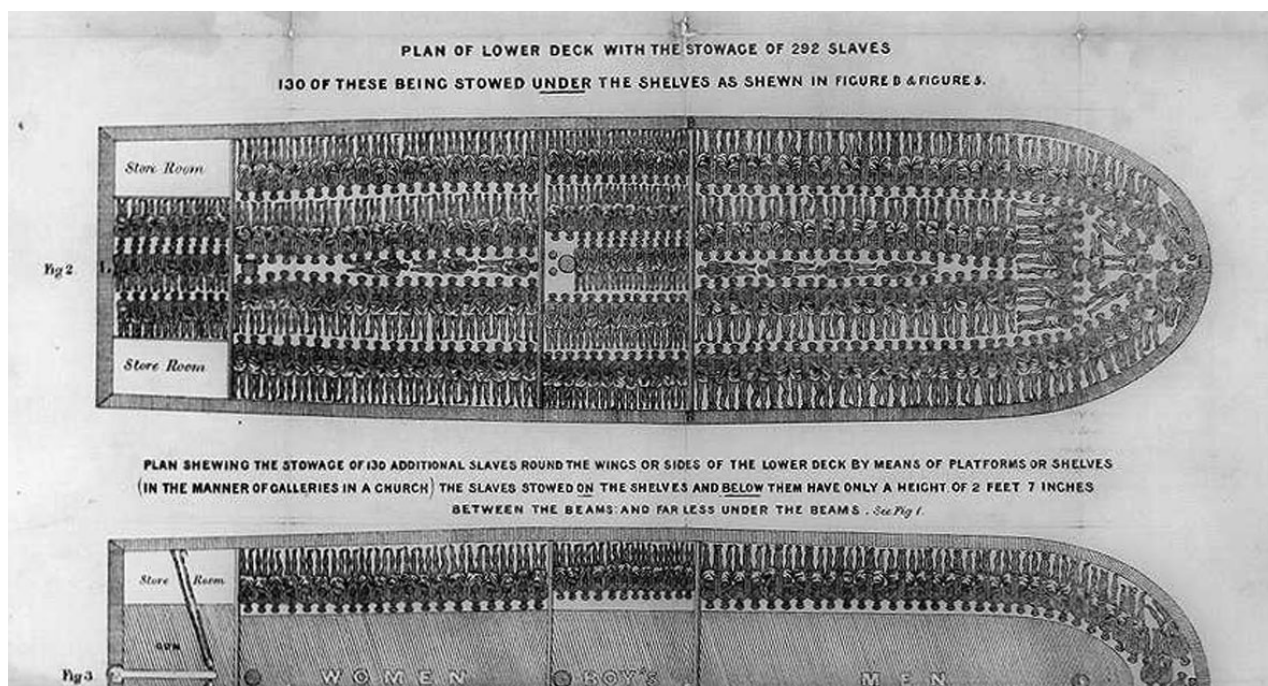 PLAN OF LOWER DECK WITH THE STOWAGE OF 292 SLAVES
130 OF THESE BEING STOWED UNDER THE SHELVES AS SHEWN IN FIGURE D & FIGURE 5.
Store Room
Fig 2
Store Room
PLAN SHEWING THE STOWAGE OF 130 ADDITIONAL SLAVES ROUND THE WINGS OR SIDES OF THE LOWER DECK BY MEANS OF PLATFORMS OR SHELVES
(IN THE MANNER OF GALLERIES IN A CHURCH) THE SLAVES STOWED ON THE SHELVES AND BELOW THEM HAVE ONLY A HEIGHT OF 2 FEET 7 INCHES
BETWEEN THE BEAMS: AND FAR LESS UNDER THE BEAMS. See Fig 1.
Store Room
GUN
Fig 3
WOMEN
BOY'S
MEN